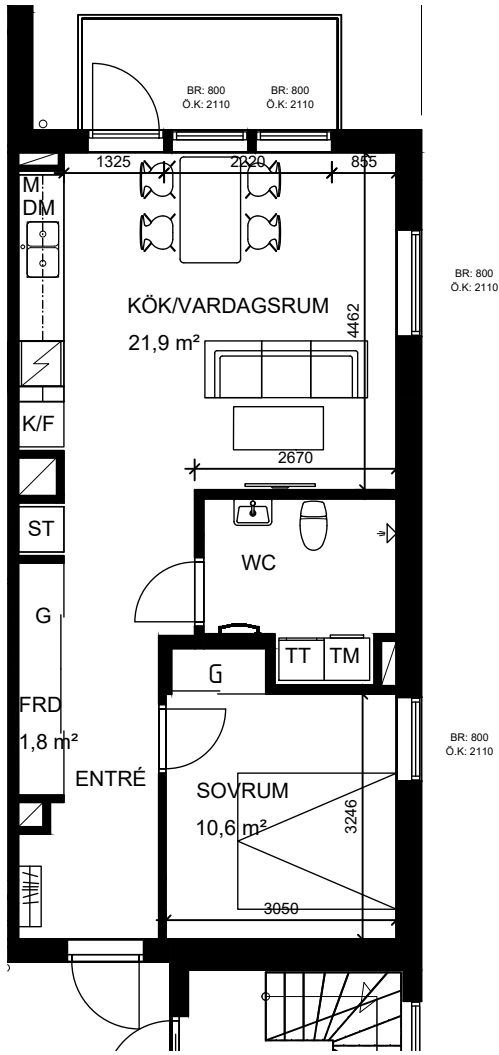 BR: 800
Ö.K: 2110
BR: 800
Ö.K: 2110
1325
2220
855
M
DM
BR: 800
Ö.K: 2110
KÖK/VARDAGSRUM
21,9 m²
4462
K/F
2670
ST
WC
G
TT
TM
G
FRD
1,8 m²
BR: 800
Ö.K: 2110
ENTRÉ
SOVRUM
10,6 m²
3246
3050